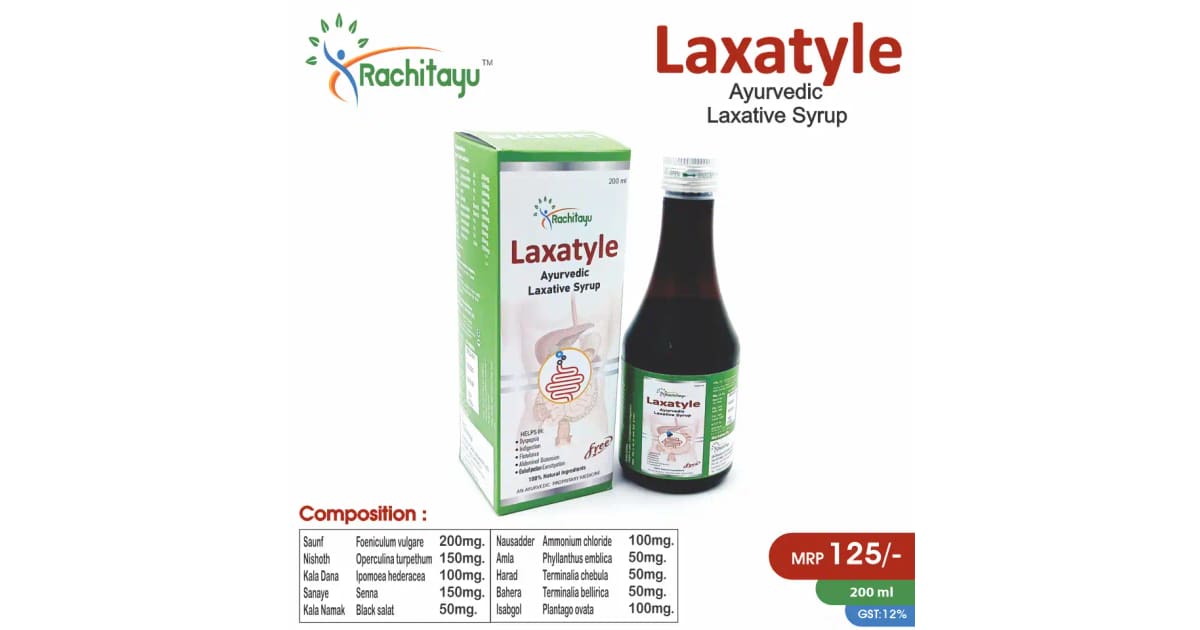 Rachitayu™
Laxatyle
Ayurvedic
Laxative Syrup
200 ml
Rachitayu
Laxatyle
Ayurvedic
Laxative Syrup
HELPS IN:
• Dyspepsia
• Indigestion
• Abdominal Distension
100% Natural Ingredients
AN AYURVEDIC PROPRITARY MEDICINE
free
Rachitayu
Laxatyle
Ayurvedic
Laxative Syrup
free
Composition :
Saunf Foeniculum vulgare 200mg.
Nishoth Operculina turpethum 150mg.
Kala Dana Ipomoea hederacea 100mg.
Sanaye Senna 150mg.
Kala Namak Black salat 50mg.
Nausadder Ammonium chloride 100mg.
Amla Phyllanthus emblica 50mg.
Harad Terminalia chebula 50mg.
Bahera Terminalia bellirica 50mg.
Isabgol Plantago ovata 100mg.
MRP 125/-
200 ml
GST:12%